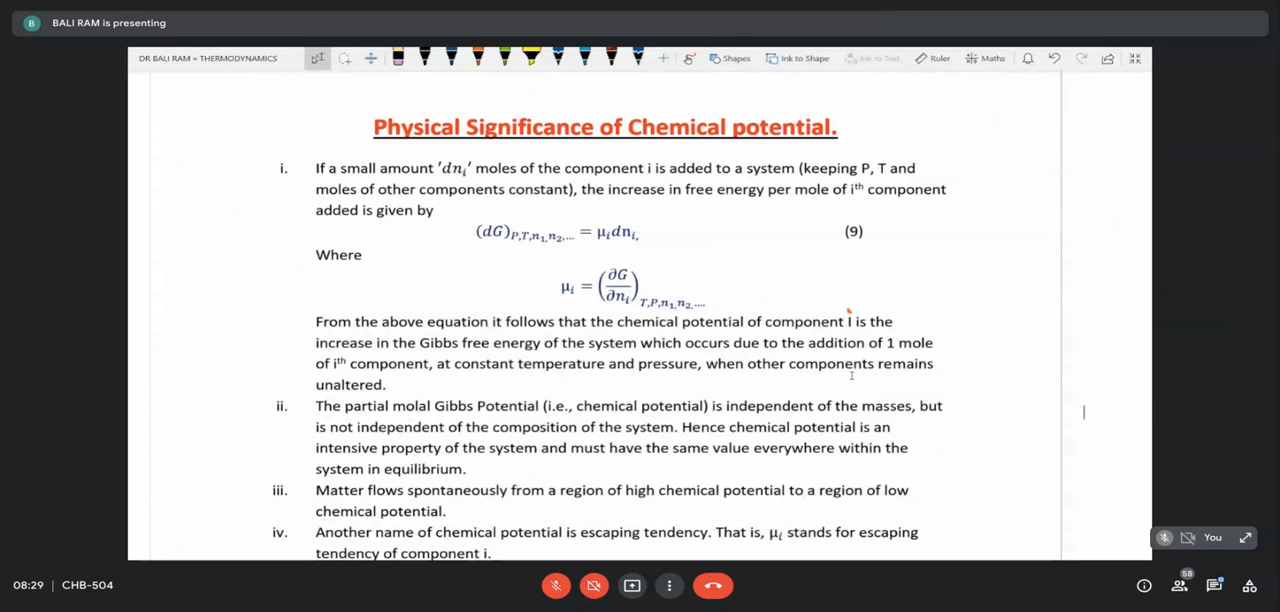 B BALI RAM is presenting
DR BALI RAM » THERMODYNAMICS
Shapes Ink to Shape Ink to Text Ruler Maths
Physical Significance of Chemical potential.
i. If a small amount 'dnᵢ' moles of the component i is added to a system (keeping P, T and
moles of other components constant), the increase in free energy per mole of iᵗʰ component
added is given by
(dG)_{P,T,n₁,n₂,…} = μᵢdnᵢ, (9)
Where
μᵢ = (∂G/∂nᵢ)_{T,P,n₁,n₂,….}
From the above equation it follows that the chemical potential of component I is the
increase in the Gibbs free energy of the system which occurs due to the addition of 1 mole
of iᵗʰ component, at constant temperature and pressure, when other components remains
unaltered.
ii. The partial molal Gibbs Potential (i.e., chemical potential) is independent of the masses, but
is not independent of the composition of the system. Hence chemical potential is an
intensive property of the system and must have the same value everywhere within the
system in equilibrium.
iii. Matter flows spontaneously from a region of high chemical potential to a region of low
chemical potential.
iv. Another name of chemical potential is escaping tendency. That is, μᵢ stands for escaping
tendency of component i.
You
08:29 | CHB-504
58